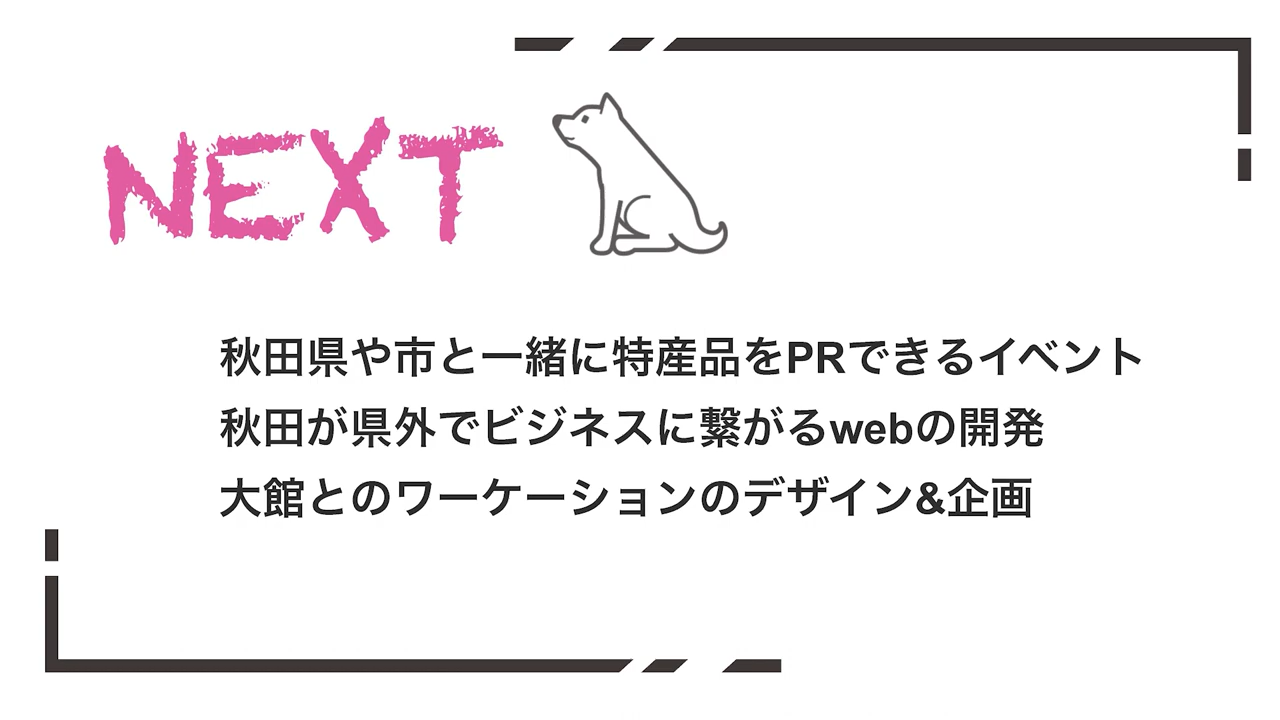 NEXT
秋田県や市と一緒に特産品をPRできるイベント
秋田が県外でビジネスに繋がるwebの開発
大館とのワーケーションのデザイン&企画